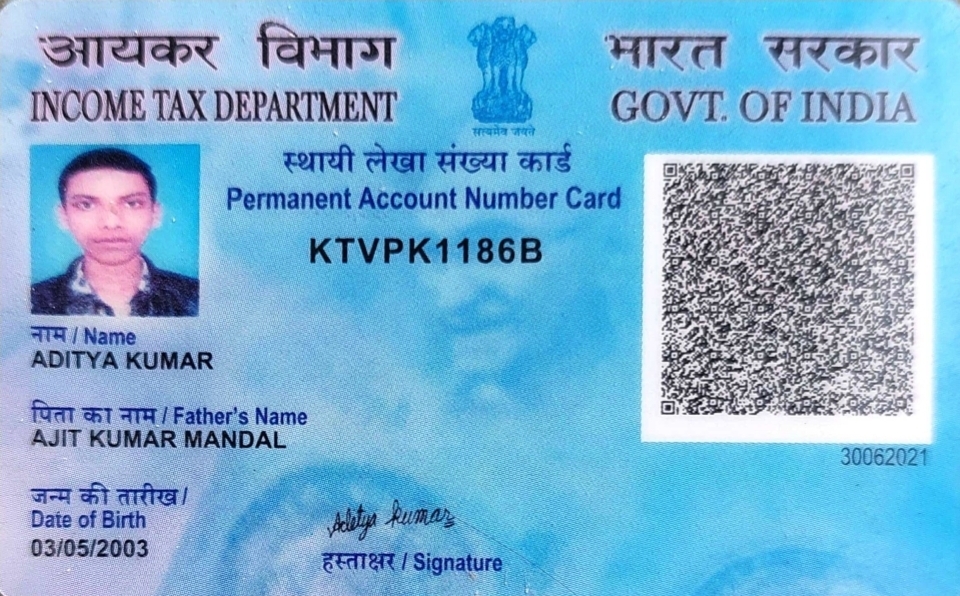 आयकर विभाग
INCOME TAX DEPARTMENT
सत्यमेव जयते
भारत सरकार
GOVT. OF INDIA
स्थायी लेखा संख्या कार्ड
Permanent Account Number Card
KTVPK1186B
नाम / Name
ADITYA KUMAR
पिता का नाम / Father's Name
AJIT KUMAR MANDAL
30062021
जन्म की तारीख /
Date of Birth
03/05/2003
Aditya kumar
हस्ताक्षर / Signature